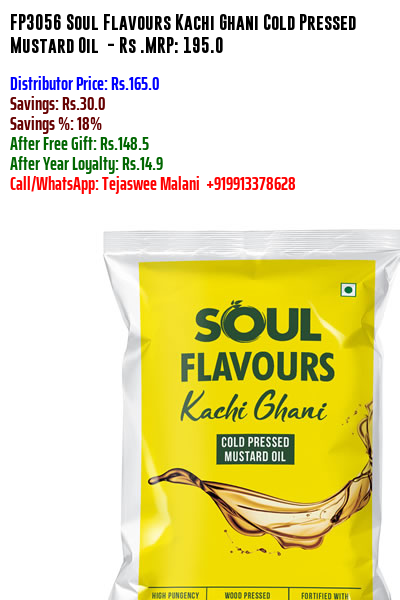 FP3056 Soul Flavours Kachi Ghani Cold Pressed
Mustard Oil - Rs .MRP: 195.0
Distributor Price: Rs.165.0
Savings: Rs.30.0
Savings %: 18%
After Free Gift: Rs.148.5
After Year Loyalty: Rs.14.9
Call/WhatsApp: Tejaswee Malani +919913378628
SOUL
FLAVOURS
Kachi Ghani
COLD PRESSED
MUSTARD OIL
HIGH PUNGENCY WOOD PRESSED FORTIFIED WITH